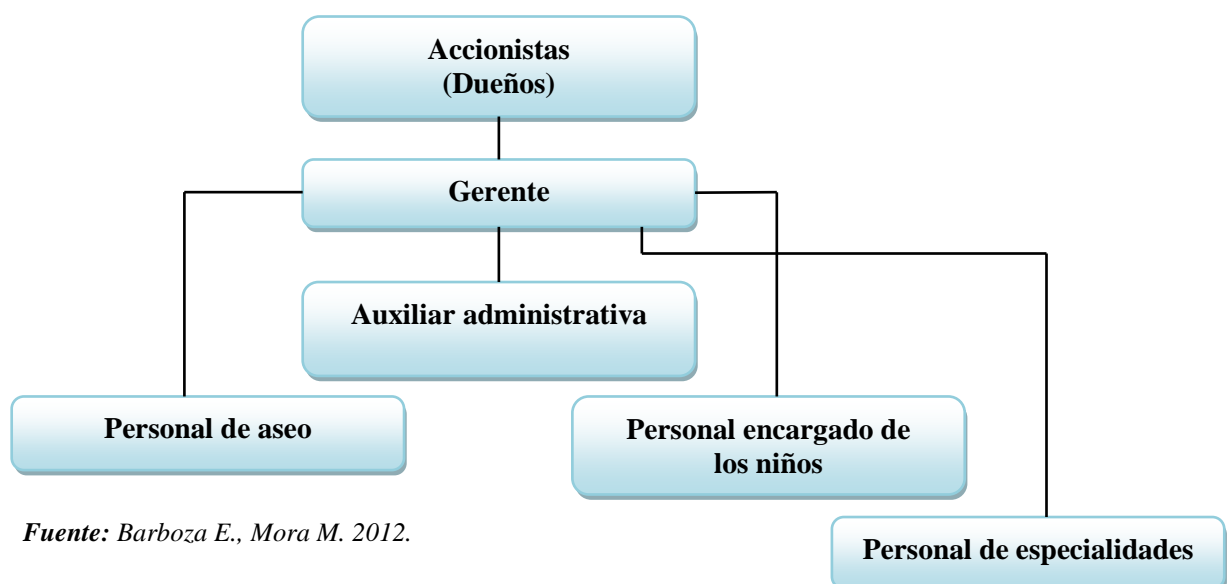 Accionistas
(Dueños)
Gerente
Auxiliar administrativa
Personal de aseo
Personal encargado de
los niños
Fuente: Barboza E., Mora M. 2012.
Personal de especialidades